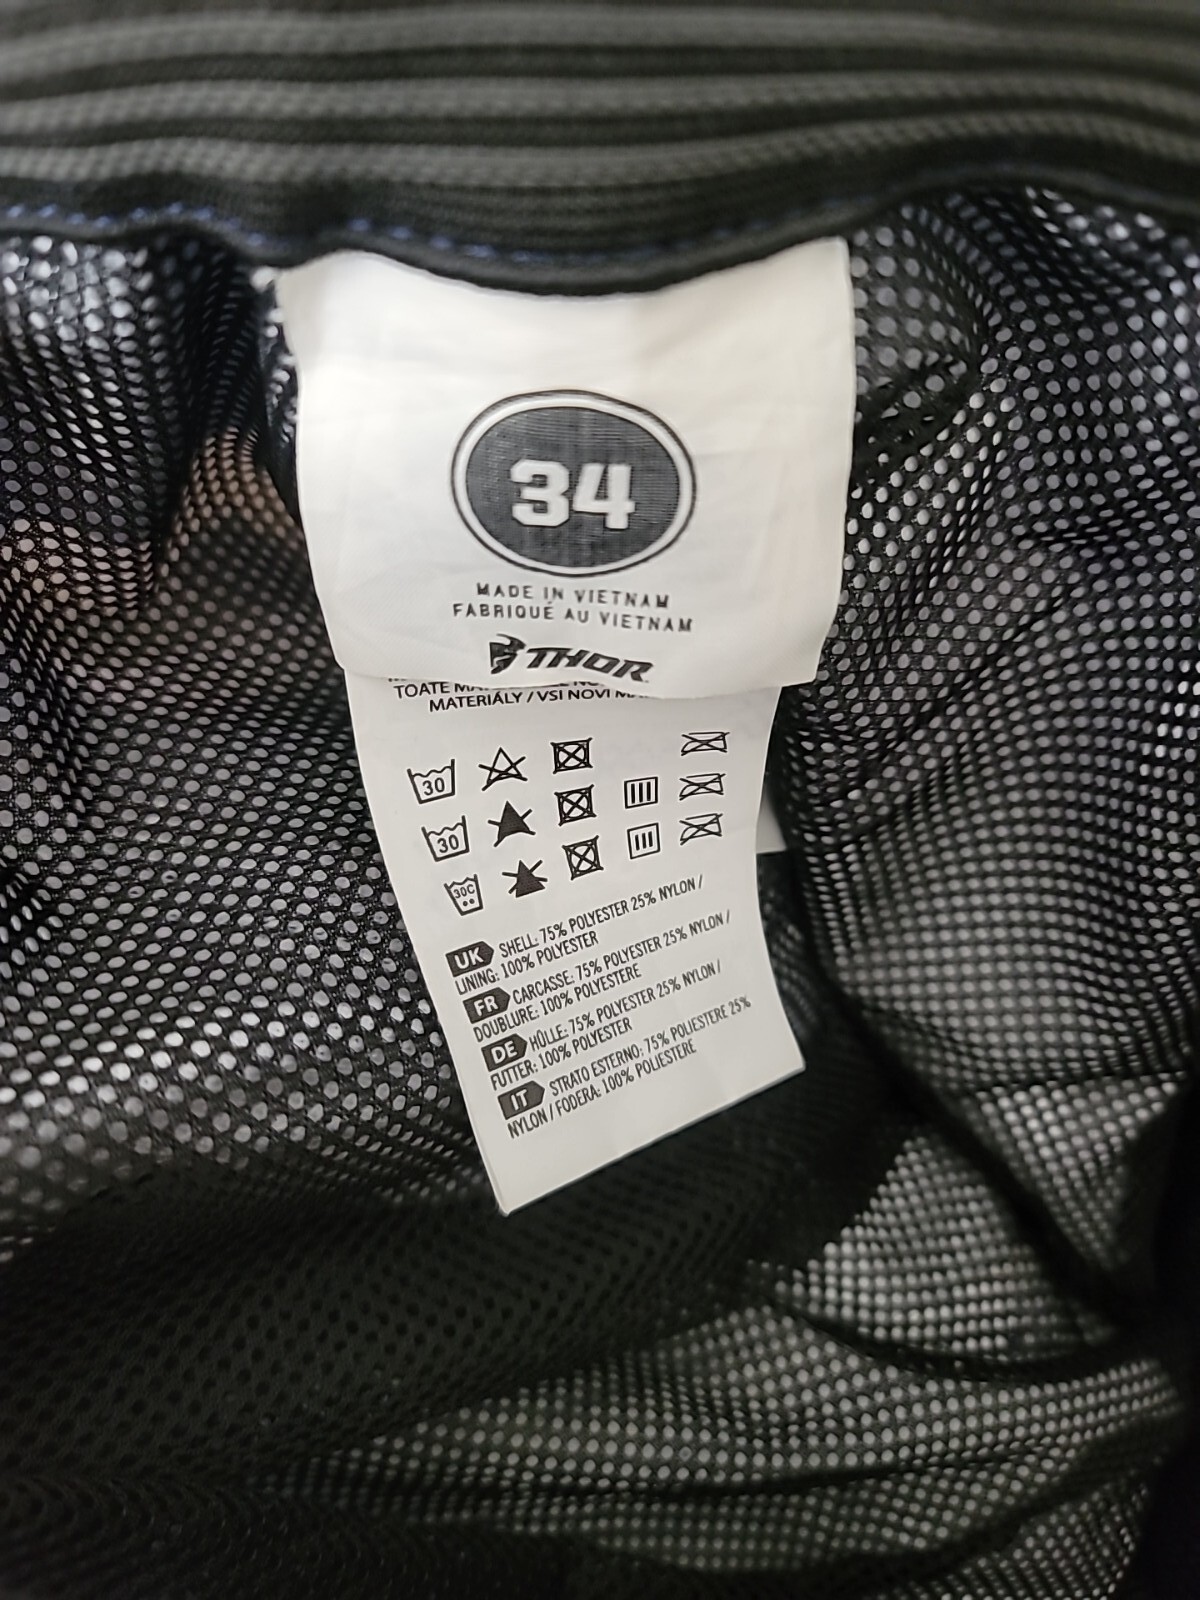 34
MADE IN VIETNAM
FABRIQUÉ AU VIETNAM
THOR
TOATE
MATERIÁLY / VSI NOVI
30
30
30C
UK SHELL: 75% POLYESTER 25% NYLON /
LINING: 100% POLYESTER
FR CARCASSE: 75% POLYESTER 25% NYLON /
DOUBLURE: 100% POLYESTERE
DE HÜLLE: 75% POLYESTER 25% NYLON /
FUTTER: 100% POLYESTER
IT STRATO ESTERNO: 75% POLIESTERE 25%
NYLON / FODERA: 100% POLIESTERE